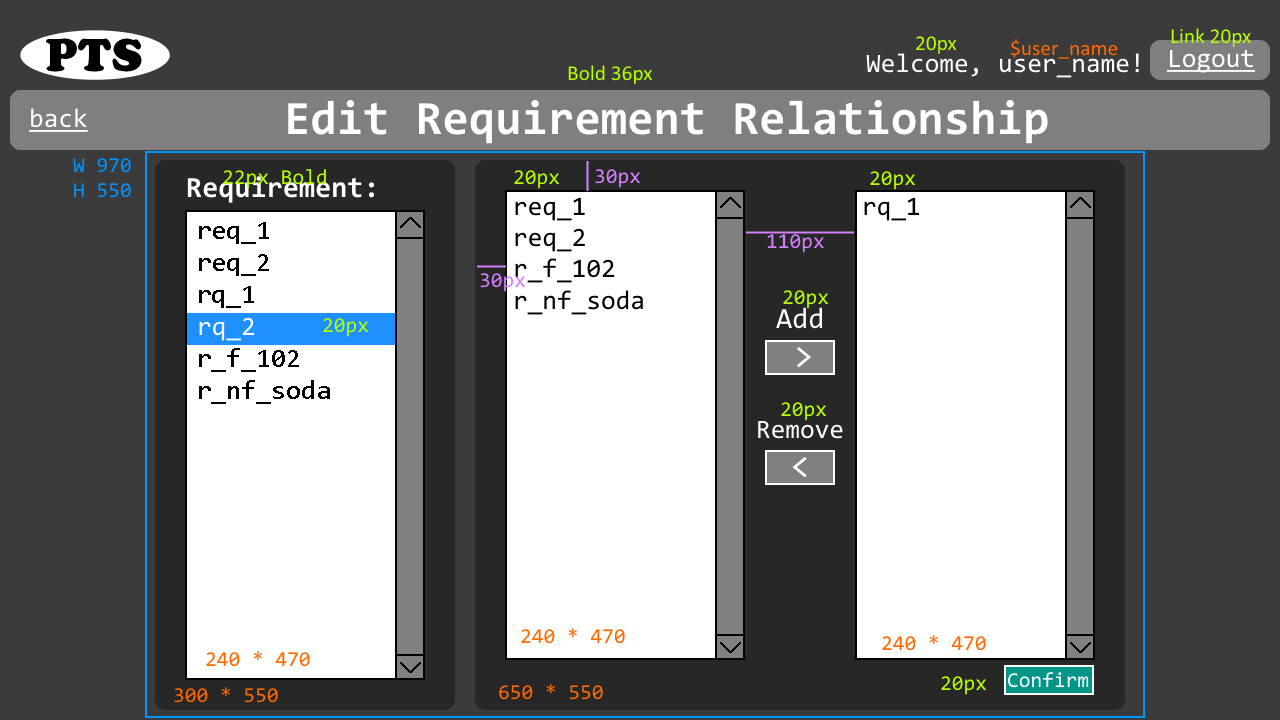 PTS
20px
$user_name
Link 20px
Welcome, user_name!
Logout
Bold 36px
back
Edit Requirement Relationship
W 970
H 550
22px Bold
Requirement:
req_1
req_2
rq_1
rq_2
20px
r_f_102
r_nf_soda
240 * 470
300 * 550
20px
30px
req_1
req_2
r_f_102
30px
r_nf_soda
240 * 470
650 * 550
110px
20px
Add
>
20px
Remove
<
20px
rq_1
240 * 470
20px
Confirm